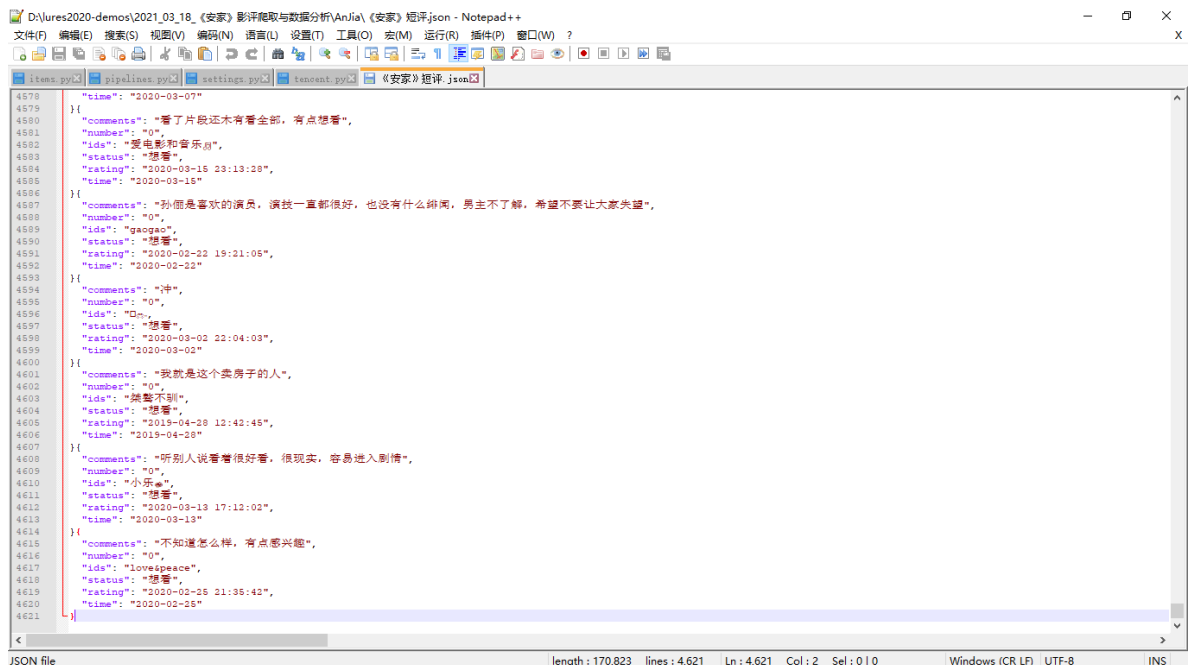 D:\lures2020-demos\2021_03_18_《安家》影评爬取与数据分析\AnJia\《安家》短评.json - Notepad++
文件(F) 编辑(E) 搜索(S) 视图(V) 编码(N) 语言(L) 设置(T) 工具(O) 宏(M) 运行(R) 插件(P) 窗口(W) ? X
items.py pipelines.py settings.py tencent.py 《安家》短评.json
4578 "time": "2020-03-07"
4579 }{
4580 "comments": "看了片段还木有看全部，有点想看",
4581 "number": "0",
4582 "ids": "爱电影和音乐",
4583 "status": "想看",
4584 "rating": "2020-03-15 23:13:28",
4585 "time": "2020-03-15"
4586 }{
4587 "comments": "孙俪是喜欢的演员，演技一直都很好，也没有什么绯闻，男主不了解，希望不要让大家失望",
4588 "number": "0",
4589 "ids": "gaogao",
4590 "status": "想看",
4591 "rating": "2020-02-22 19:21:05",
4592 "time": "2020-02-22"
4593 }{
4594 "comments": "冲",
4595 "number": "0",
4596 "ids": "
4597 "status": "想看",
4598 "rating": "2020-03-02 22:04:03",
4599 "time": "2020-03-02"
4600 }{
4601 "comments": "我就是这个卖房子的人",
4602 "number": "0",
4603 "ids": "桀骜不驯",
4604 "status": "想看",
4605 "rating": "2019-04-28 12:42:45",
4606 "time": "2019-04-28"
4607 }{
4608 "comments": "听别人说看着很好看，很现实，容易进入剧情",
4609 "number": "0",
4610 "ids": "小乐",
4611 "status": "想看",
4612 "rating": "2020-03-13 17:12:02",
4613 "time": "2020-03-13"
4614 }{
4615 "comments": "不知道怎么样，有点感兴趣",
4616 "number": "0",
4617 "ids": "love&peace",
4618 "status": "想看",
4619 "rating": "2020-02-25 21:35:42",
4620 "time": "2020-02-25"
4621 }
JSON file length : 170,823 lines : 4,621 Ln : 4,621 Col : 2 Sel : 0 | 0 Windows (CR LF) UTF-8 INS